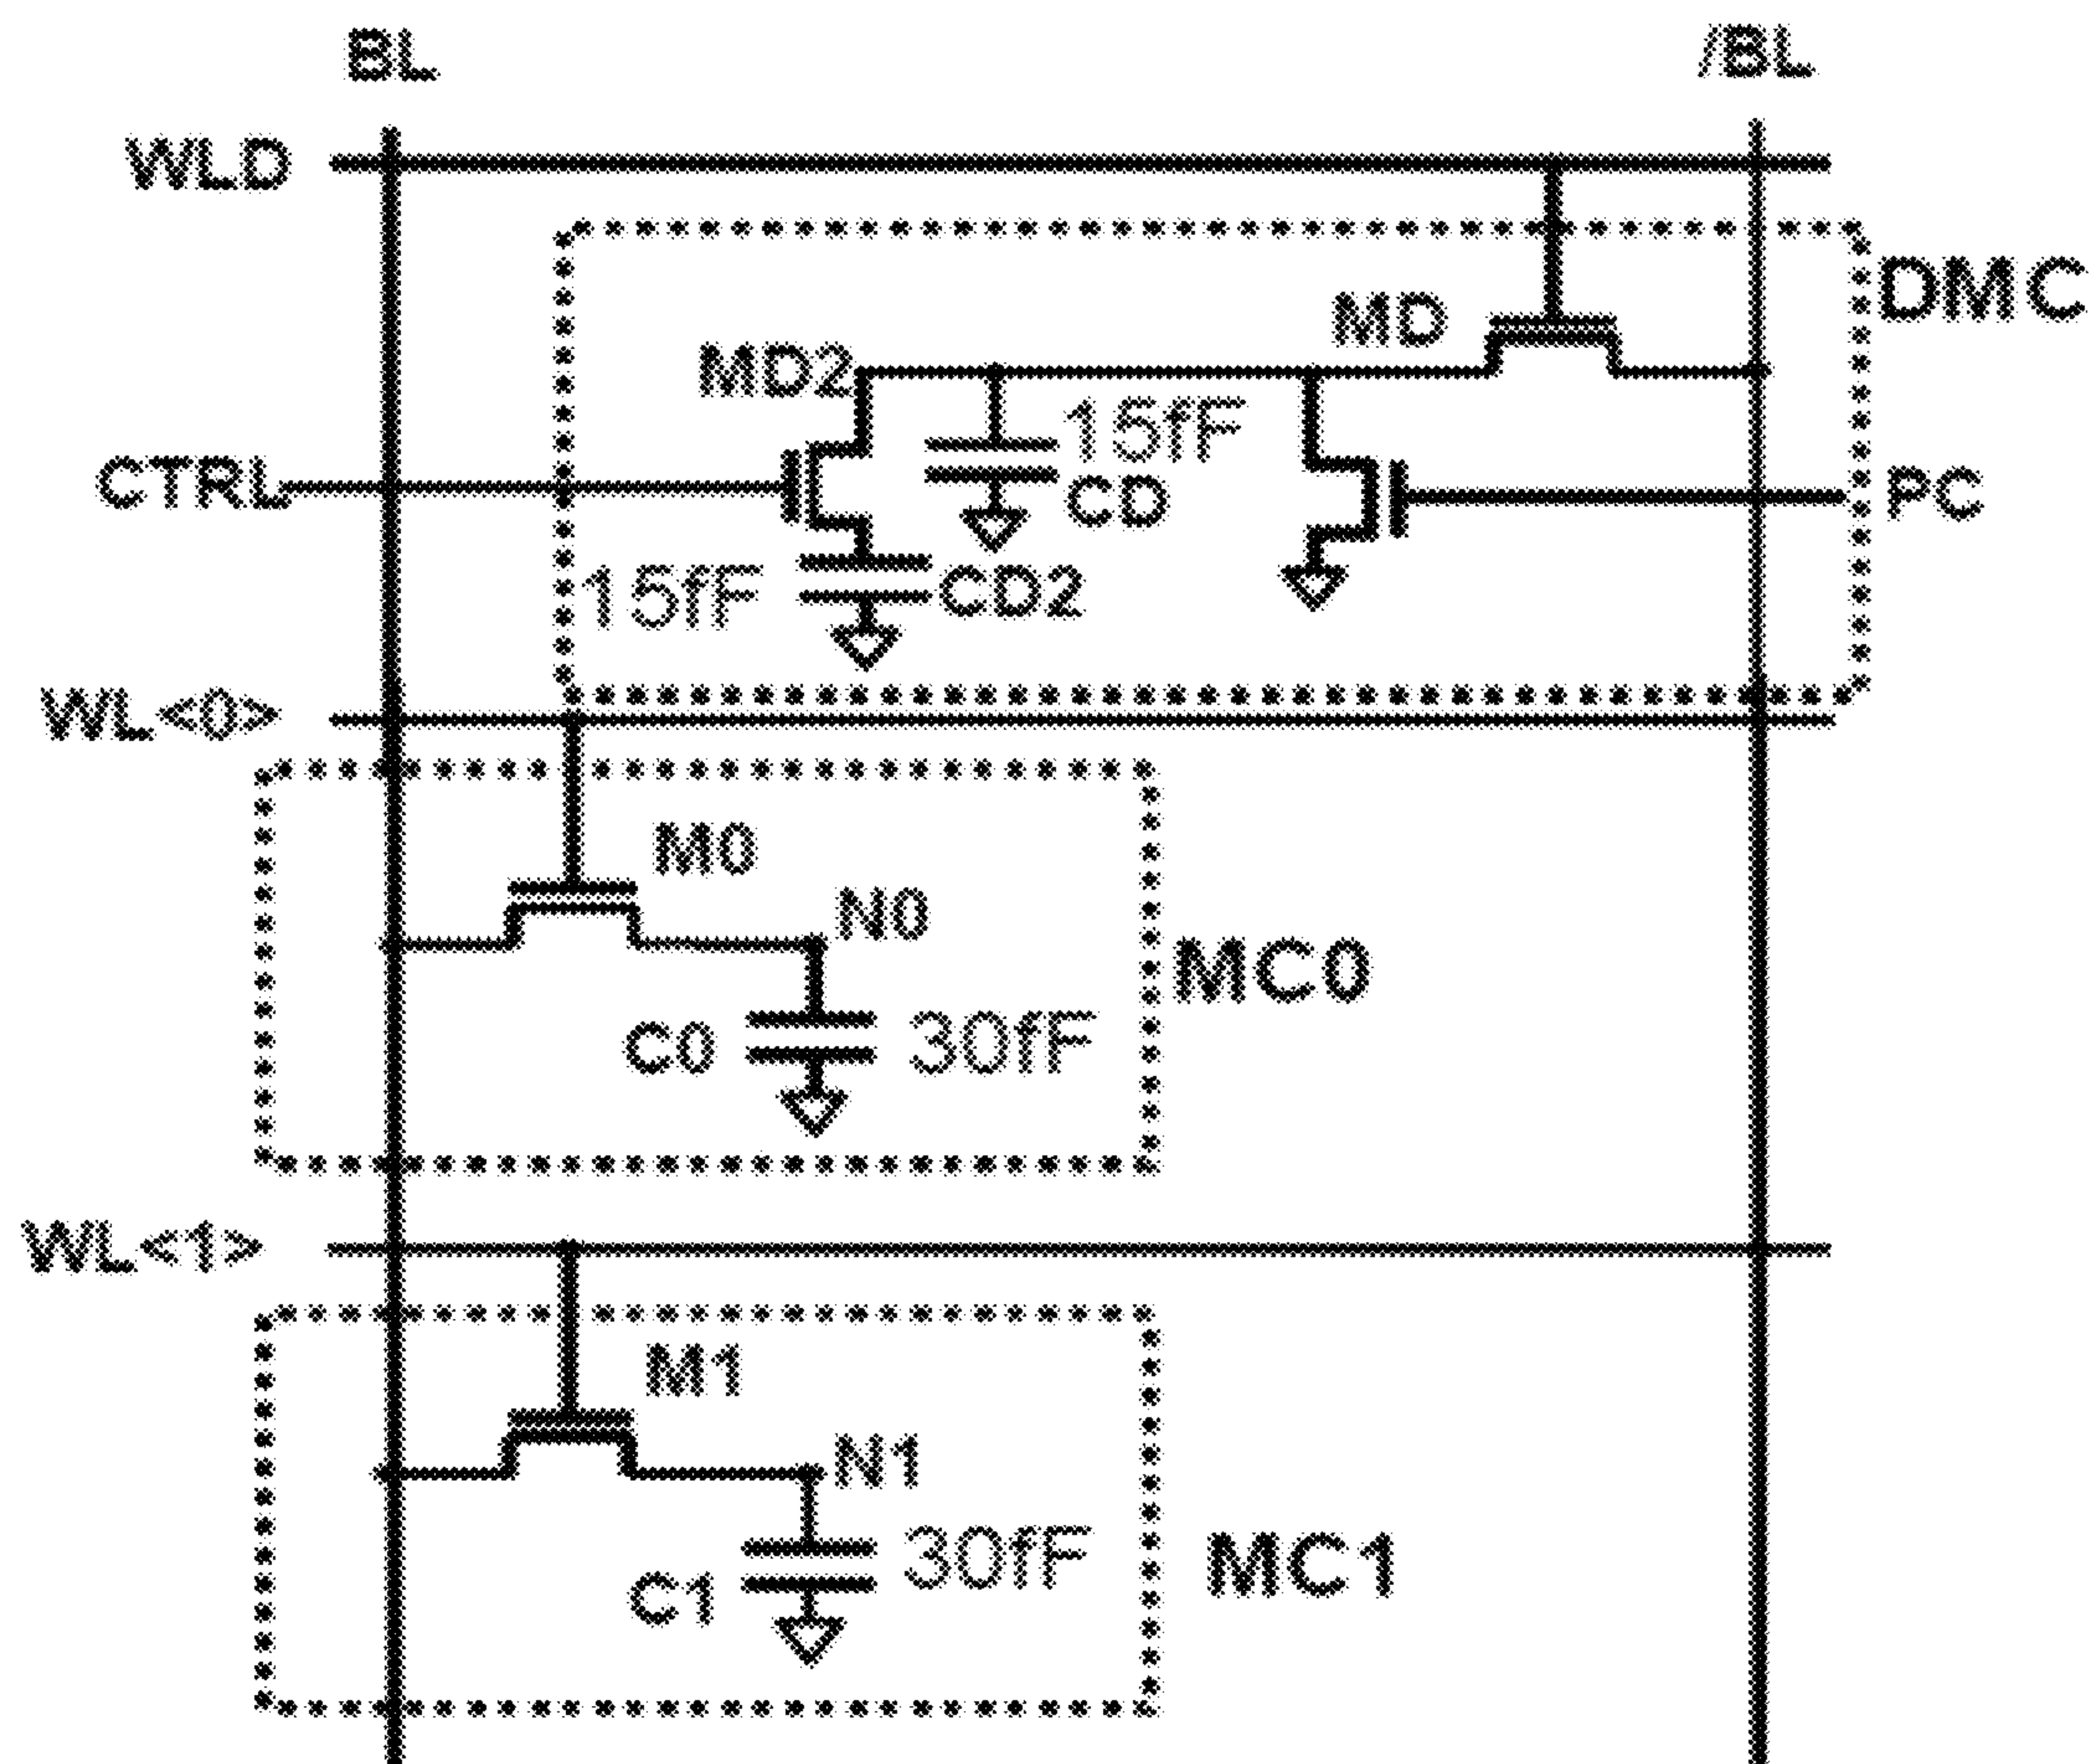 BL
/BL
WLD
DMC
MD
MD2
15fF
CTRL
CD
PC
15fF
CD2
WL<0>
M0
N0
MC0
C0
30fF
WL<1>
M1
N1
30fF
MC1
C1